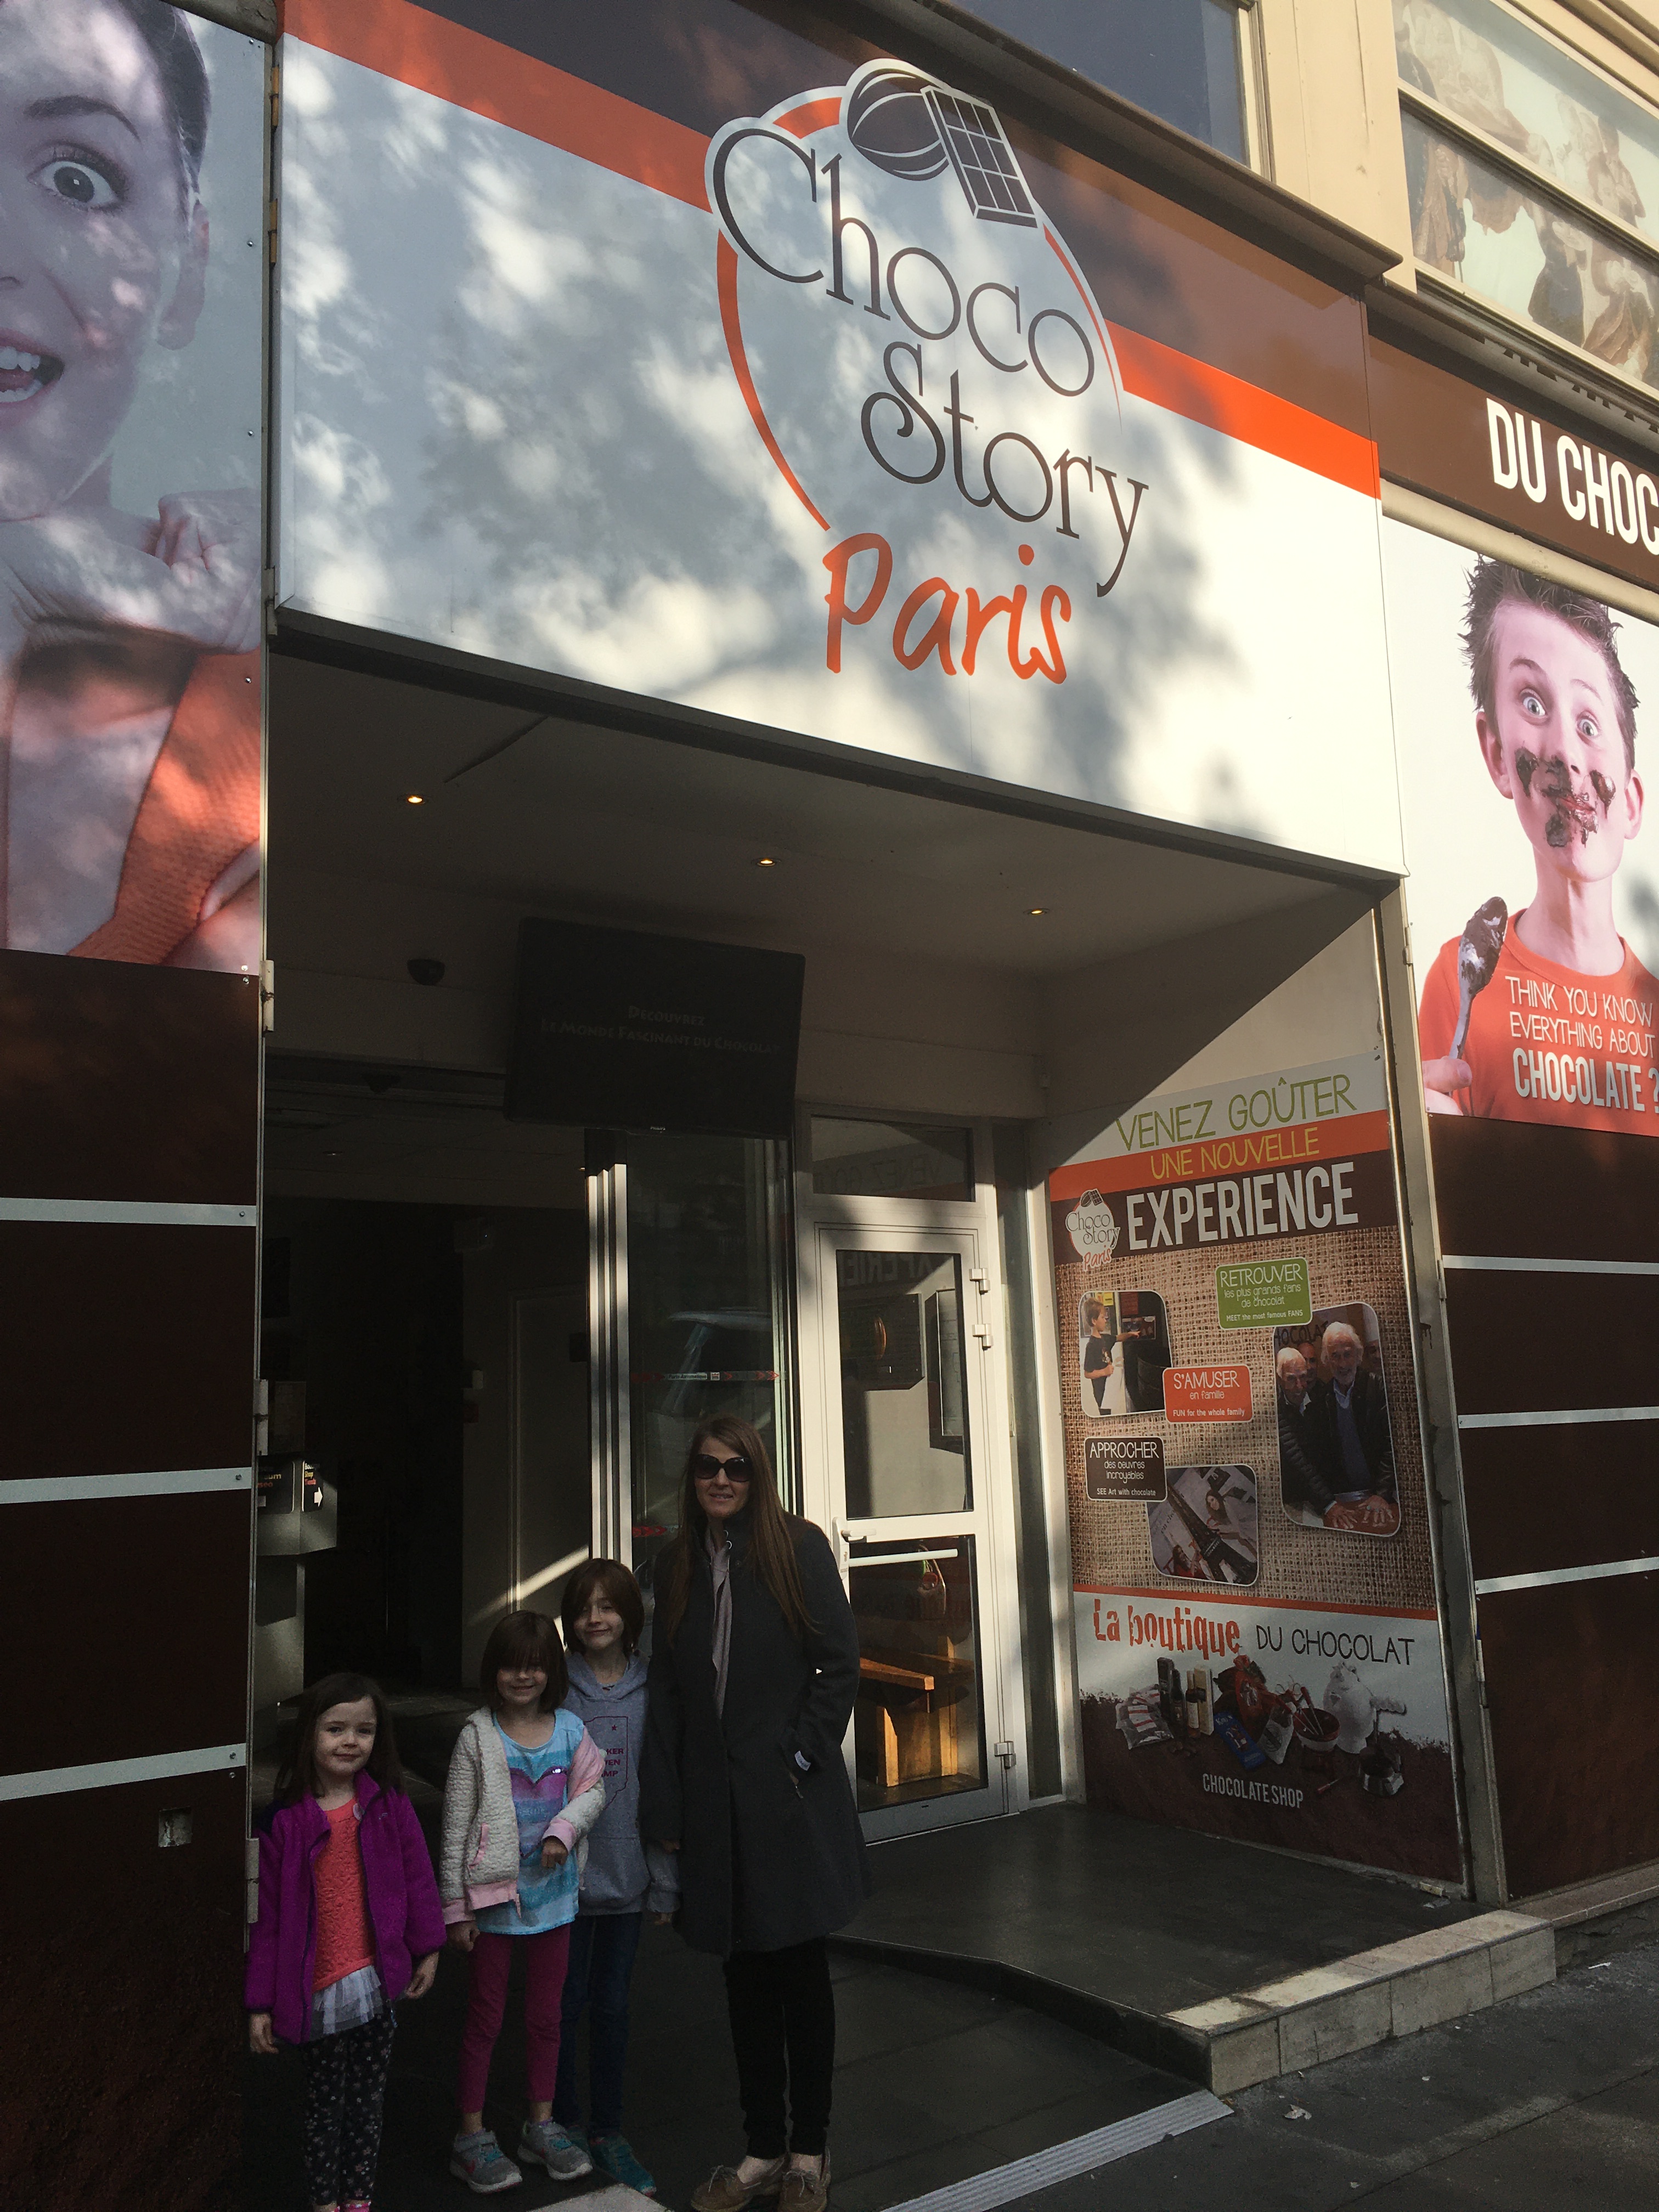 Choco
Story
Paris
DU CHOC
THINK YOU KNOW
EVERYTHING ABOUT
CHOCOLATE ?
DECOUVREZ
LE MONDE FASCINANT DU CHOCOLAT
VENEZ GOÛTER
UNE NOUVELLE
EXPERIENCE
Choco
Story
Paris
RETROUVER
les plus grands fans
de chocolat
MEET the most famous FANS
S'AMUSER
en famille
FUN for the whole family
APPROCHER
des oeuvres
incroyables
SEE Art with chocolate
La boutique DU CHOCOLAT
CHOCOLATE SHOP